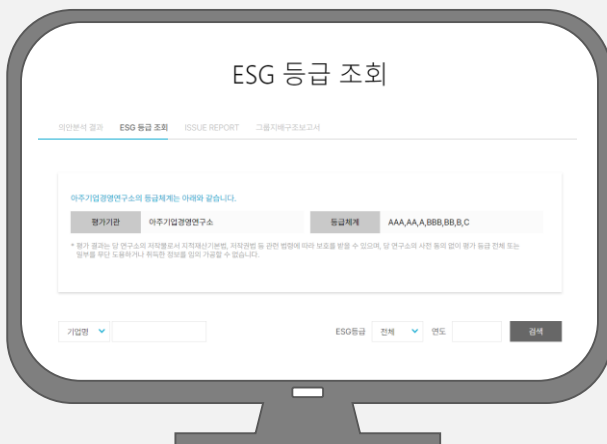 ESG 등급 조회
의안분석 결과 ESG 등급 조회 ISSUE REPORT 그룹지배구조보고서
아주기업경영연구소의 등급체계는 아래와 같습니다.
평가기관 아주기업경영연구소 등급체계 AAA,AA,A,BBB,BB,B,C
* 평가 결과는 당 연구소의 저작물로서 지적재산기본법, 저작권법 등 관련 법령에 따라 보호를 받을 수 있으며, 당 연구소의 사전 동의 없이 평가 등급 전체 또는
일부를 무단 도용하거나 취득한 정보를 임의 가공할 수 없습니다.
기업명 ESG등급 전체 연도 검색